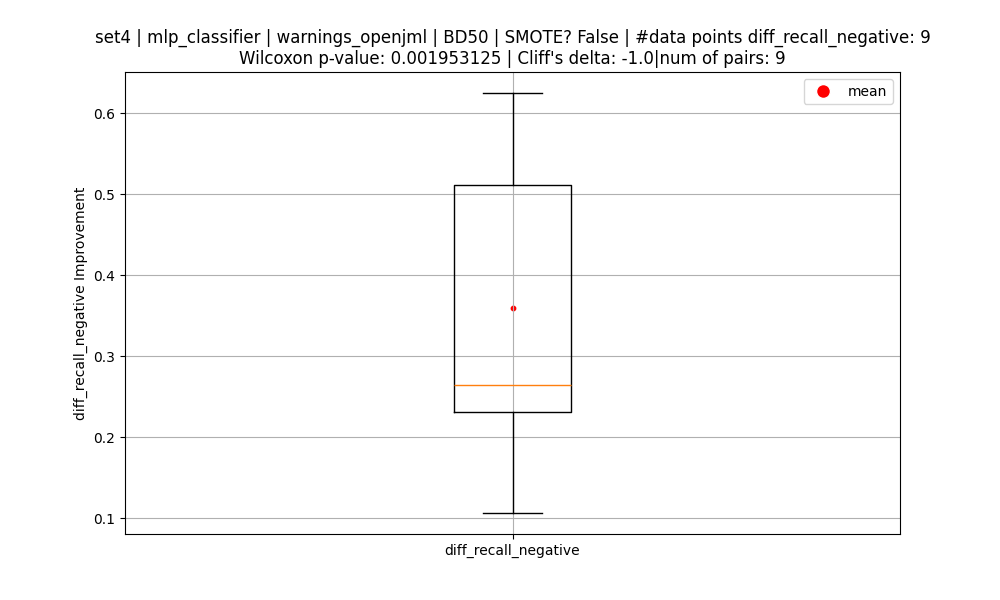 set4 | mlp_classifier | warnings_openjml | BD50 | SMOTE? False | #data points diff_recall_negative: 9
Wilcoxon p-value: 0.001953125 | Cliff's delta: -1.0|num of pairs: 9
mean
diff_recall_negative Improvement
0.6
0.5
0.4
0.3
0.2
0.1
diff_recall_negative